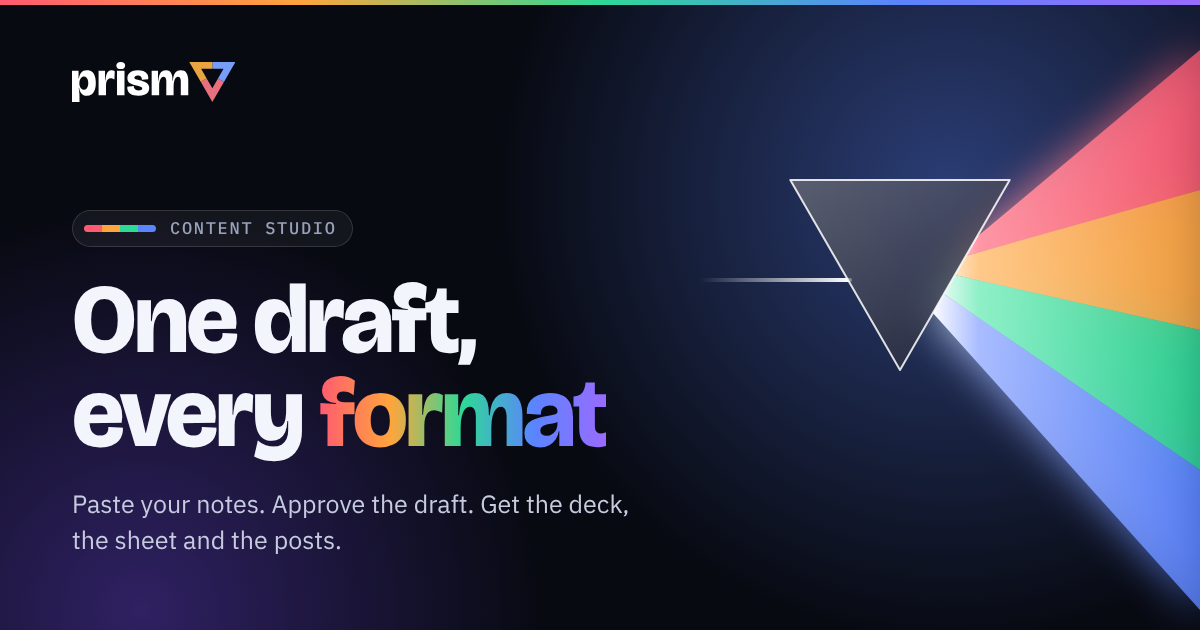 prism
CONTENT STUDIO
One draft,
every format
Paste your notes. Approve the draft. Get the deck,
the sheet and the posts.